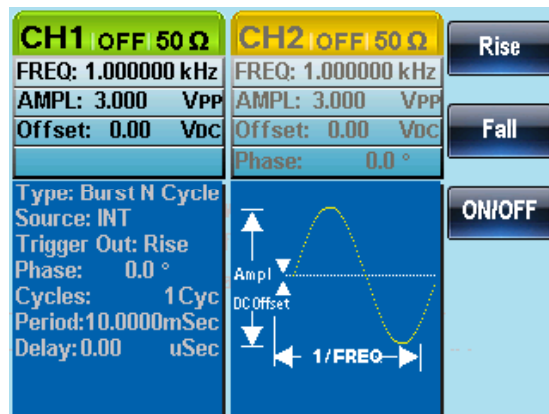 CH1 OFF 50 Ω
FREQ: 1.000000 kHz
AMPL: 3.000 VPP
Offset: 0.00 VDC
CH2 OFF 50 Ω
FREQ: 1.000000 kHz
AMPL: 3.000 VPP
Offset: 0.00 VDC
Phase: 0.0 °
Type: Burst N Cycle
Source: INT
Trigger Out: Rise
Phase: 0.0 °
Cycles: 1Cyc
Period:10.0000mSec
Delay:0.00 uSec
Ampl
DC Offset
1/FREQ
Rise
Fall
ON/OFF